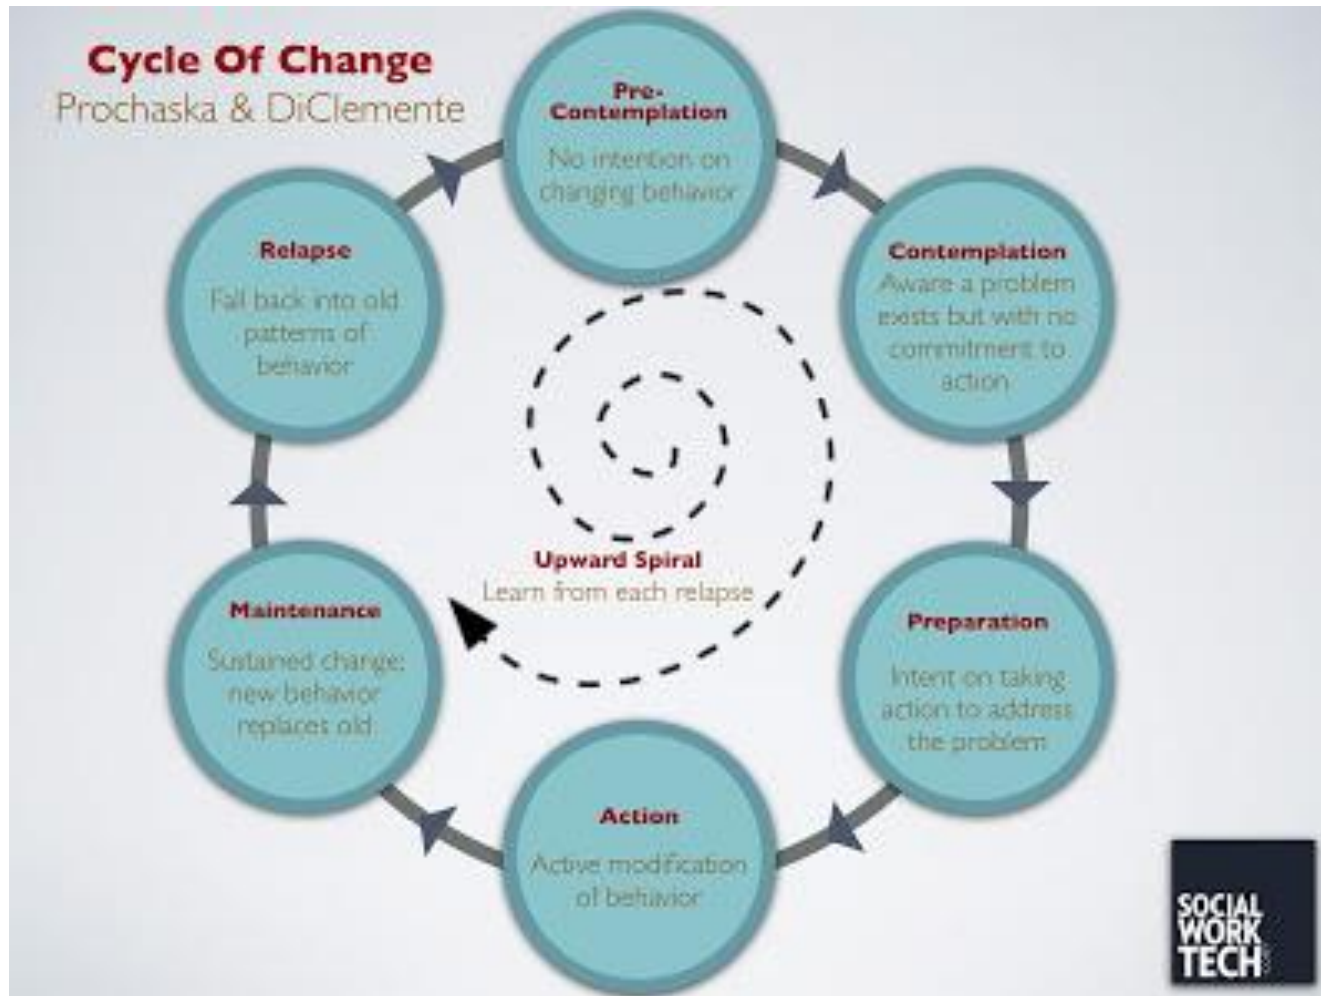 Cycle Of Change
Prochaska & DiClemente
Pre-
Contemplation
No intention on
changing behavior
Contemplation
Aware a problem
exists but with no
commitment to
action
Preparation
Intent on taking
action to address
the problem
Action
Active modification
of behavior
Maintenance
Sustained change;
new behavior
replaces old.
Relapse
Fall back into old
patterns of
behavior
Upward Spiral
Learn from each relapse
SOCIAL
WORK
TECH